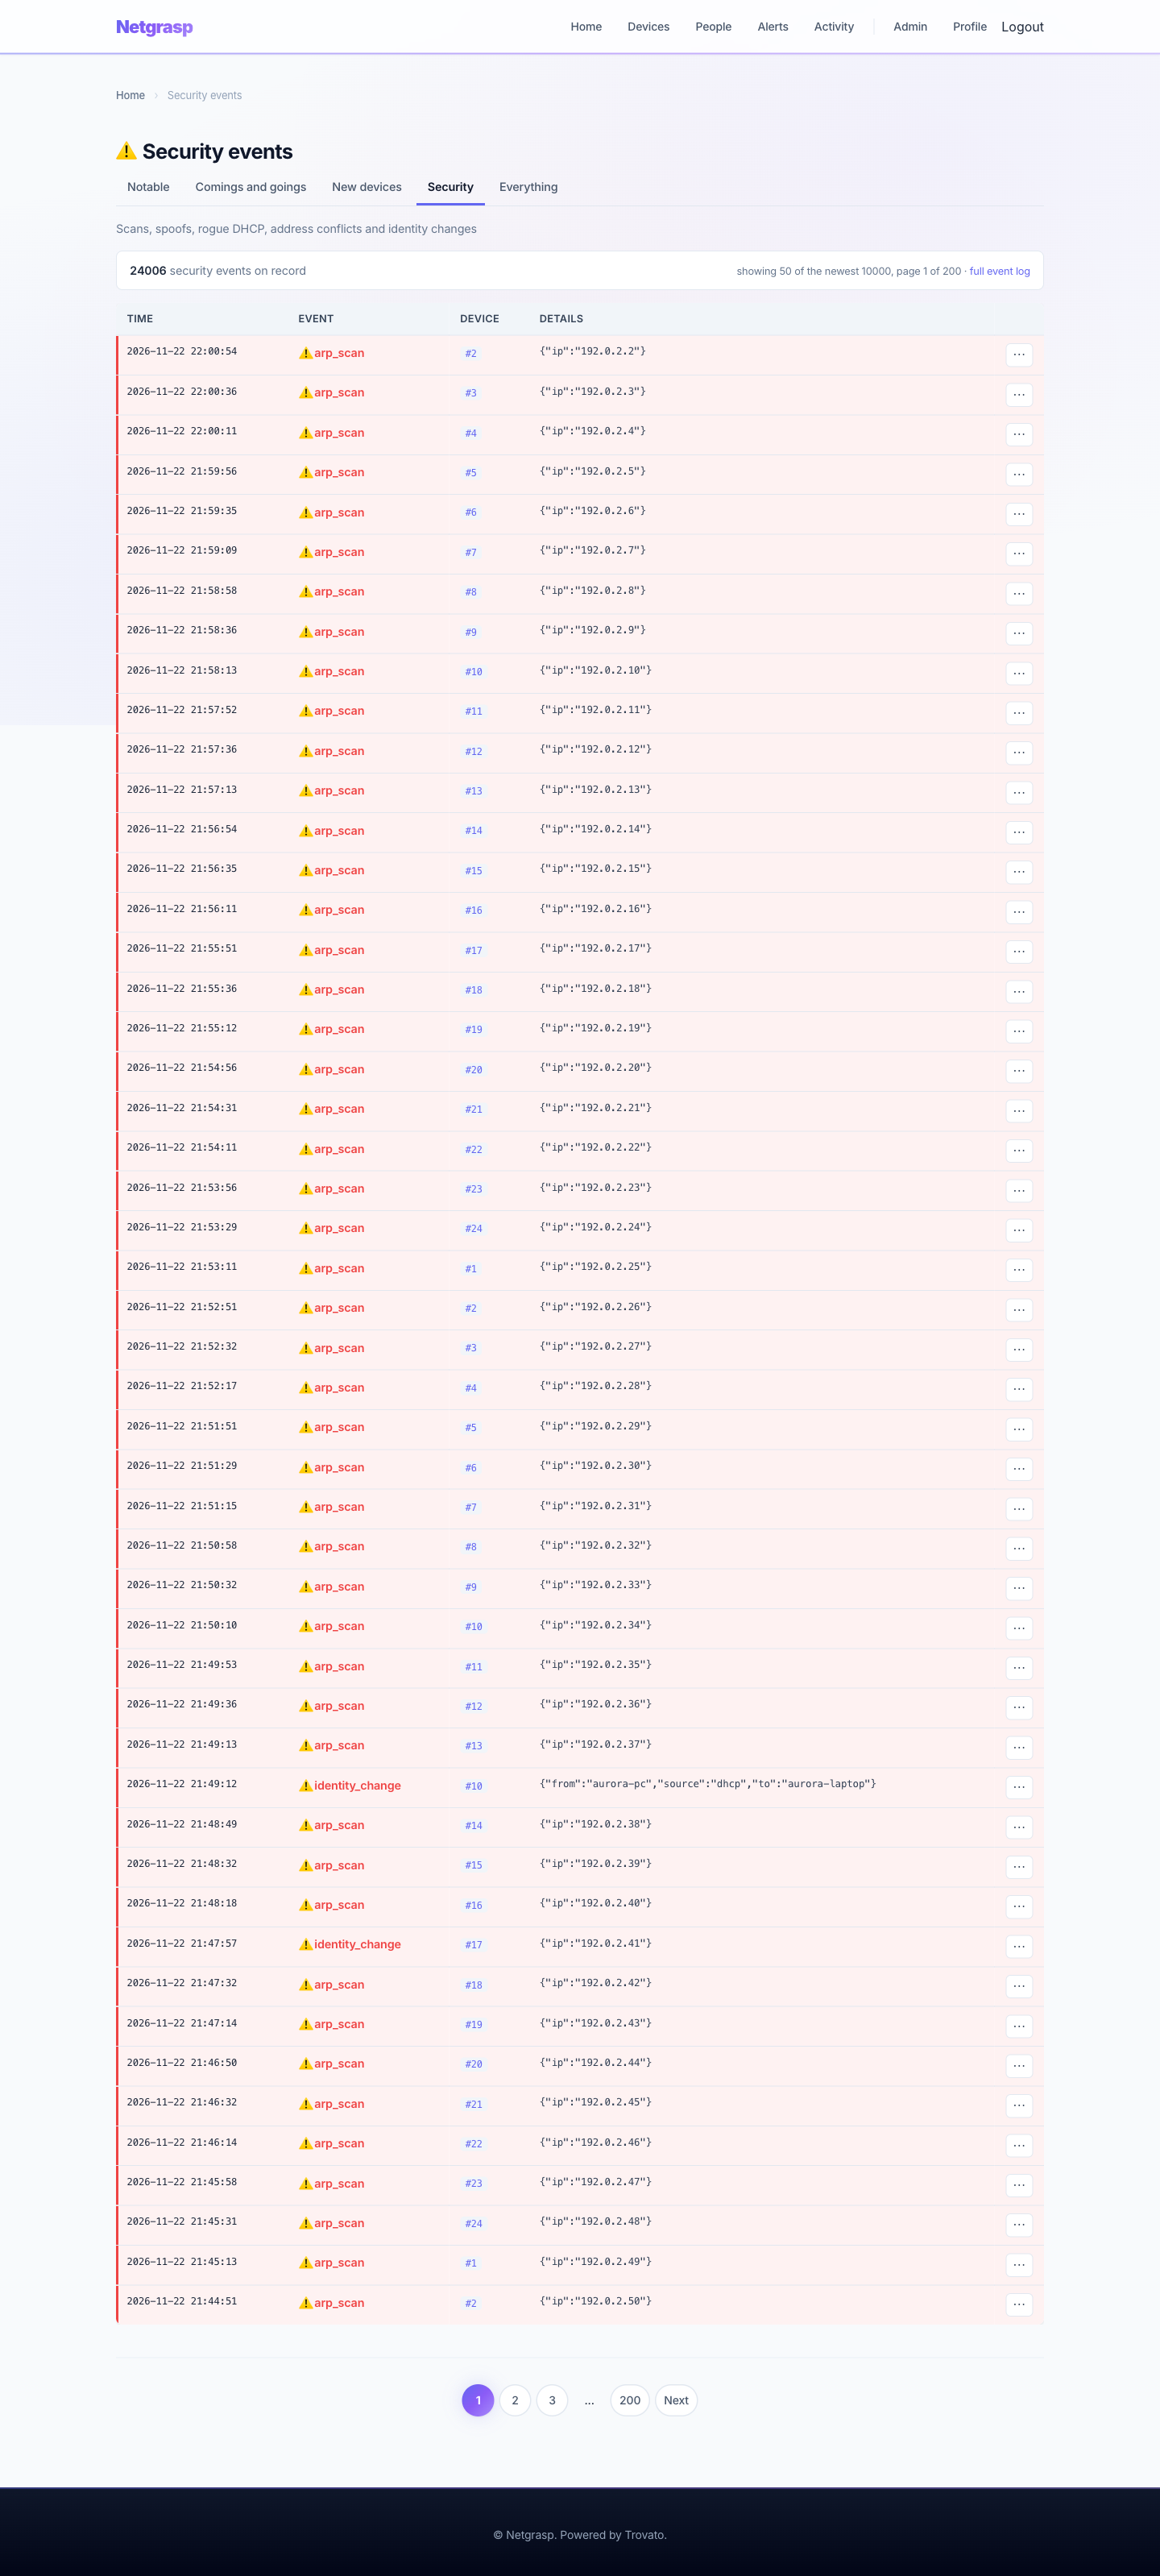 Netgrasp Home Devices People Alerts Activity Admin Profile Logout
Home › Security events
Security events
Notable Comings and goings New devices Security Everything
Scans, spoofs, rogue DHCP, address conflicts and identity changes
24006 security events on record showing 50 of the newest 10000, page 1 of 200 · full event log
TIME EVENT DEVICE DETAILS
2026-11-22 22:00:54 arp_scan #2 {"ip":"192.0.2.2"} ...
2026-11-22 22:00:36 arp_scan #3 {"ip":"192.0.2.3"} ...
2026-11-22 22:00:11 arp_scan #4 {"ip":"192.0.2.4"} ...
2026-11-22 21:59:56 arp_scan #5 {"ip":"192.0.2.5"} ...
2026-11-22 21:59:35 arp_scan #6 {"ip":"192.0.2.6"} ...
2026-11-22 21:59:09 arp_scan #7 {"ip":"192.0.2.7"} ...
2026-11-22 21:58:58 arp_scan #8 {"ip":"192.0.2.8"} ...
2026-11-22 21:58:36 arp_scan #9 {"ip":"192.0.2.9"} ...
2026-11-22 21:58:13 arp_scan #10 {"ip":"192.0.2.10"} ...
2026-11-22 21:57:52 arp_scan #11 {"ip":"192.0.2.11"} ...
2026-11-22 21:57:36 arp_scan #12 {"ip":"192.0.2.12"} ...
2026-11-22 21:57:13 arp_scan #13 {"ip":"192.0.2.13"} ...
2026-11-22 21:56:54 arp_scan #14 {"ip":"192.0.2.14"} ...
2026-11-22 21:56:35 arp_scan #15 {"ip":"192.0.2.15"} ...
2026-11-22 21:56:11 arp_scan #16 {"ip":"192.0.2.16"} ...
2026-11-22 21:55:51 arp_scan #17 {"ip":"192.0.2.17"} ...
2026-11-22 21:55:36 arp_scan #18 {"ip":"192.0.2.18"} ...
2026-11-22 21:55:12 arp_scan #19 {"ip":"192.0.2.19"} ...
2026-11-22 21:54:56 arp_scan #20 {"ip":"192.0.2.20"} ...
2026-11-22 21:54:31 arp_scan #21 {"ip":"192.0.2.21"} ...
2026-11-22 21:54:11 arp_scan #22 {"ip":"192.0.2.22"} ...
2026-11-22 21:53:56 arp_scan #23 {"ip":"192.0.2.23"} ...
2026-11-22 21:53:29 arp_scan #24 {"ip":"192.0.2.24"} ...
2026-11-22 21:53:11 arp_scan #1 {"ip":"192.0.2.25"} ...
2026-11-22 21:52:51 arp_scan #2 {"ip":"192.0.2.26"} ...
2026-11-22 21:52:32 arp_scan #3 {"ip":"192.0.2.27"} ...
2026-11-22 21:52:17 arp_scan #4 {"ip":"192.0.2.28"} ...
2026-11-22 21:51:51 arp_scan #5 {"ip":"192.0.2.29"} ...
2026-11-22 21:51:29 arp_scan #6 {"ip":"192.0.2.30"} ...
2026-11-22 21:51:15 arp_scan #7 {"ip":"192.0.2.31"} ...
2026-11-22 21:50:58 arp_scan #8 {"ip":"192.0.2.32"} ...
2026-11-22 21:50:32 arp_scan #9 {"ip":"192.0.2.33"} ...
2026-11-22 21:50:10 arp_scan #10 {"ip":"192.0.2.34"} ...
2026-11-22 21:49:53 arp_scan #11 {"ip":"192.0.2.35"} ...
2026-11-22 21:49:36 arp_scan #12 {"ip":"192.0.2.36"} ...
2026-11-22 21:49:13 arp_scan #13 {"ip":"192.0.2.37"} ...
2026-11-22 21:49:12 identity_change #10 {"from":"aurora-pc","source":"dhcp","to":"aurora-laptop"} ...
2026-11-22 21:48:49 arp_scan #14 {"ip":"192.0.2.38"} ...
2026-11-22 21:48:32 arp_scan #15 {"ip":"192.0.2.39"} ...
2026-11-22 21:48:18 arp_scan #16 {"ip":"192.0.2.40"} ...
2026-11-22 21:47:57 identity_change #17 {"ip":"192.0.2.41"} ...
2026-11-22 21:47:32 arp_scan #18 {"ip":"192.0.2.42"} ...
2026-11-22 21:47:14 arp_scan #19 {"ip":"192.0.2.43"} ...
2026-11-22 21:46:50 arp_scan #20 {"ip":"192.0.2.44"} ...
2026-11-22 21:46:32 arp_scan #21 {"ip":"192.0.2.45"} ...
2026-11-22 21:46:14 arp_scan #22 {"ip":"192.0.2.46"} ...
2026-11-22 21:45:58 arp_scan #23 {"ip":"192.0.2.47"} ...
2026-11-22 21:45:31 arp_scan #24 {"ip":"192.0.2.48"} ...
2026-11-22 21:45:13 arp_scan #1 {"ip":"192.0.2.49"} ...
2026-11-22 21:44:51 arp_scan #2 {"ip":"192.0.2.50"} ...
1 2 3 ... 200 Next
© Netgrasp. Powered by Trovato.